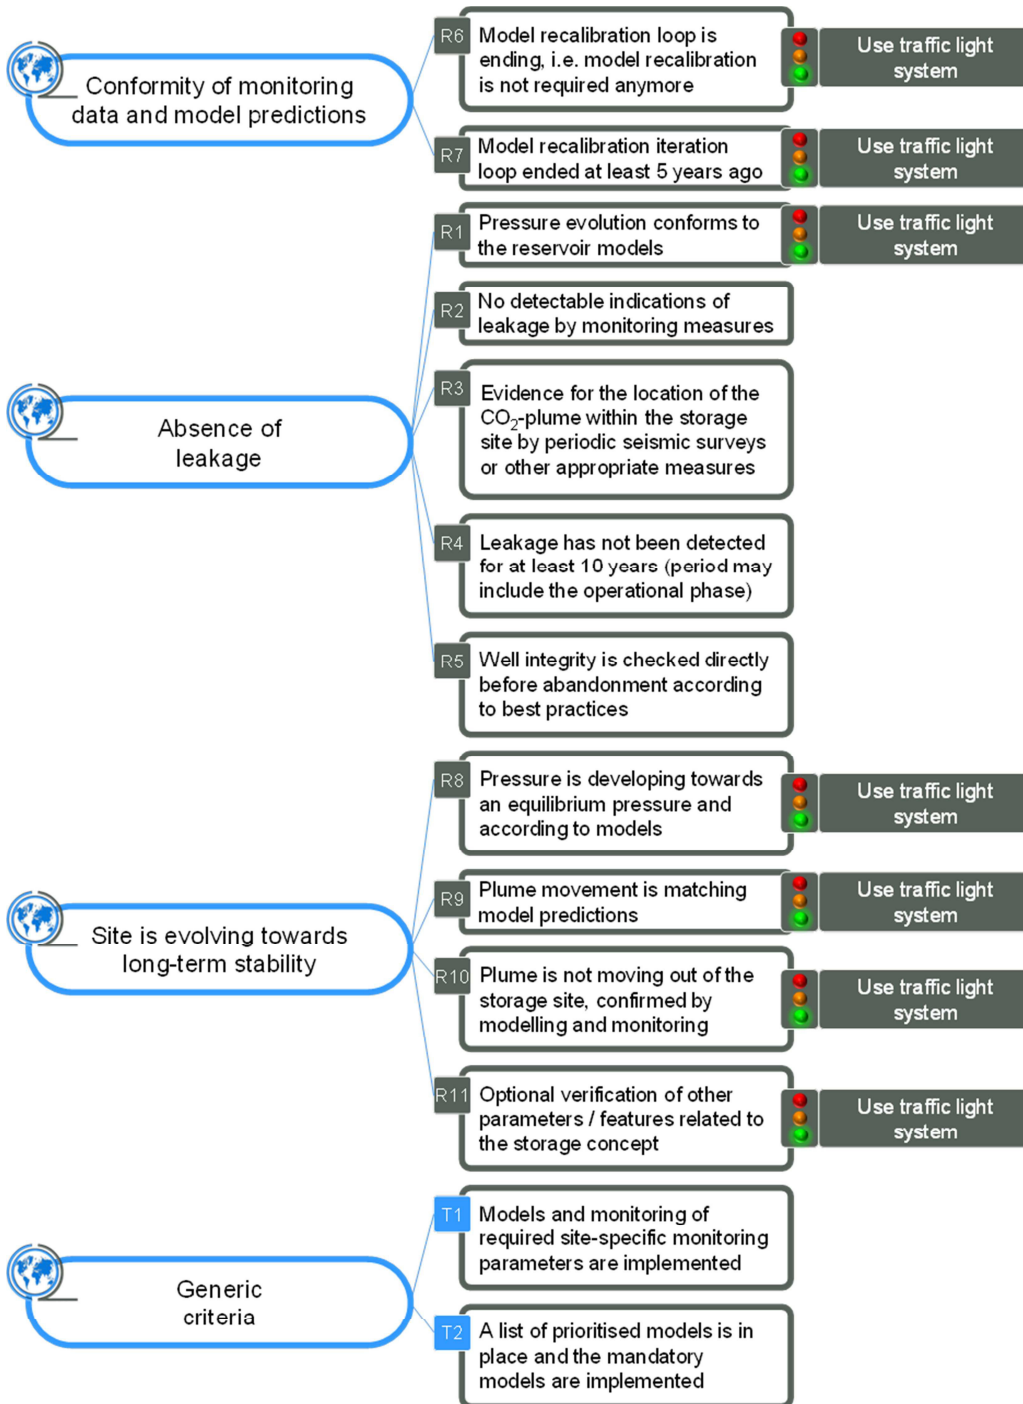 Conformity of monitoring
data and model predictions
R6
Model recalibration loop is
ending, i.e. model recalibration
is not required anymore
Use traffic light
system
R7
Model recalibration iteration
loop ended at least 5 years ago
Use traffic light
system
Absence of
leakage
R1
Pressure evolution conforms to
the reservoir models
Use traffic light
system
R2
No detectable indications of
leakage by monitoring measures
R3
Evidence for the location of the
CO₂-plume within the storage
site by periodic seismic surveys
or other appropriate measures
R4
Leakage has not been detected
for at least 10 years (period may
include the operational phase)
R5
Well integrity is checked directly
before abandonment according
to best practices
Site is evolving towards
long-term stability
R8
Pressure is developing towards
an equilibrium pressure and
according to models
Use traffic light
system
R9
Plume movement is matching
model predictions
Use traffic light
system
R10
Plume is not moving out of the
storage site, confirmed by
modelling and monitoring
Use traffic light
system
R11
Optional verification of other
parameters / features related to
the storage concept
Use traffic light
system
Generic
criteria
T1
Models and monitoring of
required site-specific monitoring
parameters are implemented
T2
A list of prioritised models is in
place and the mandatory
models are implemented